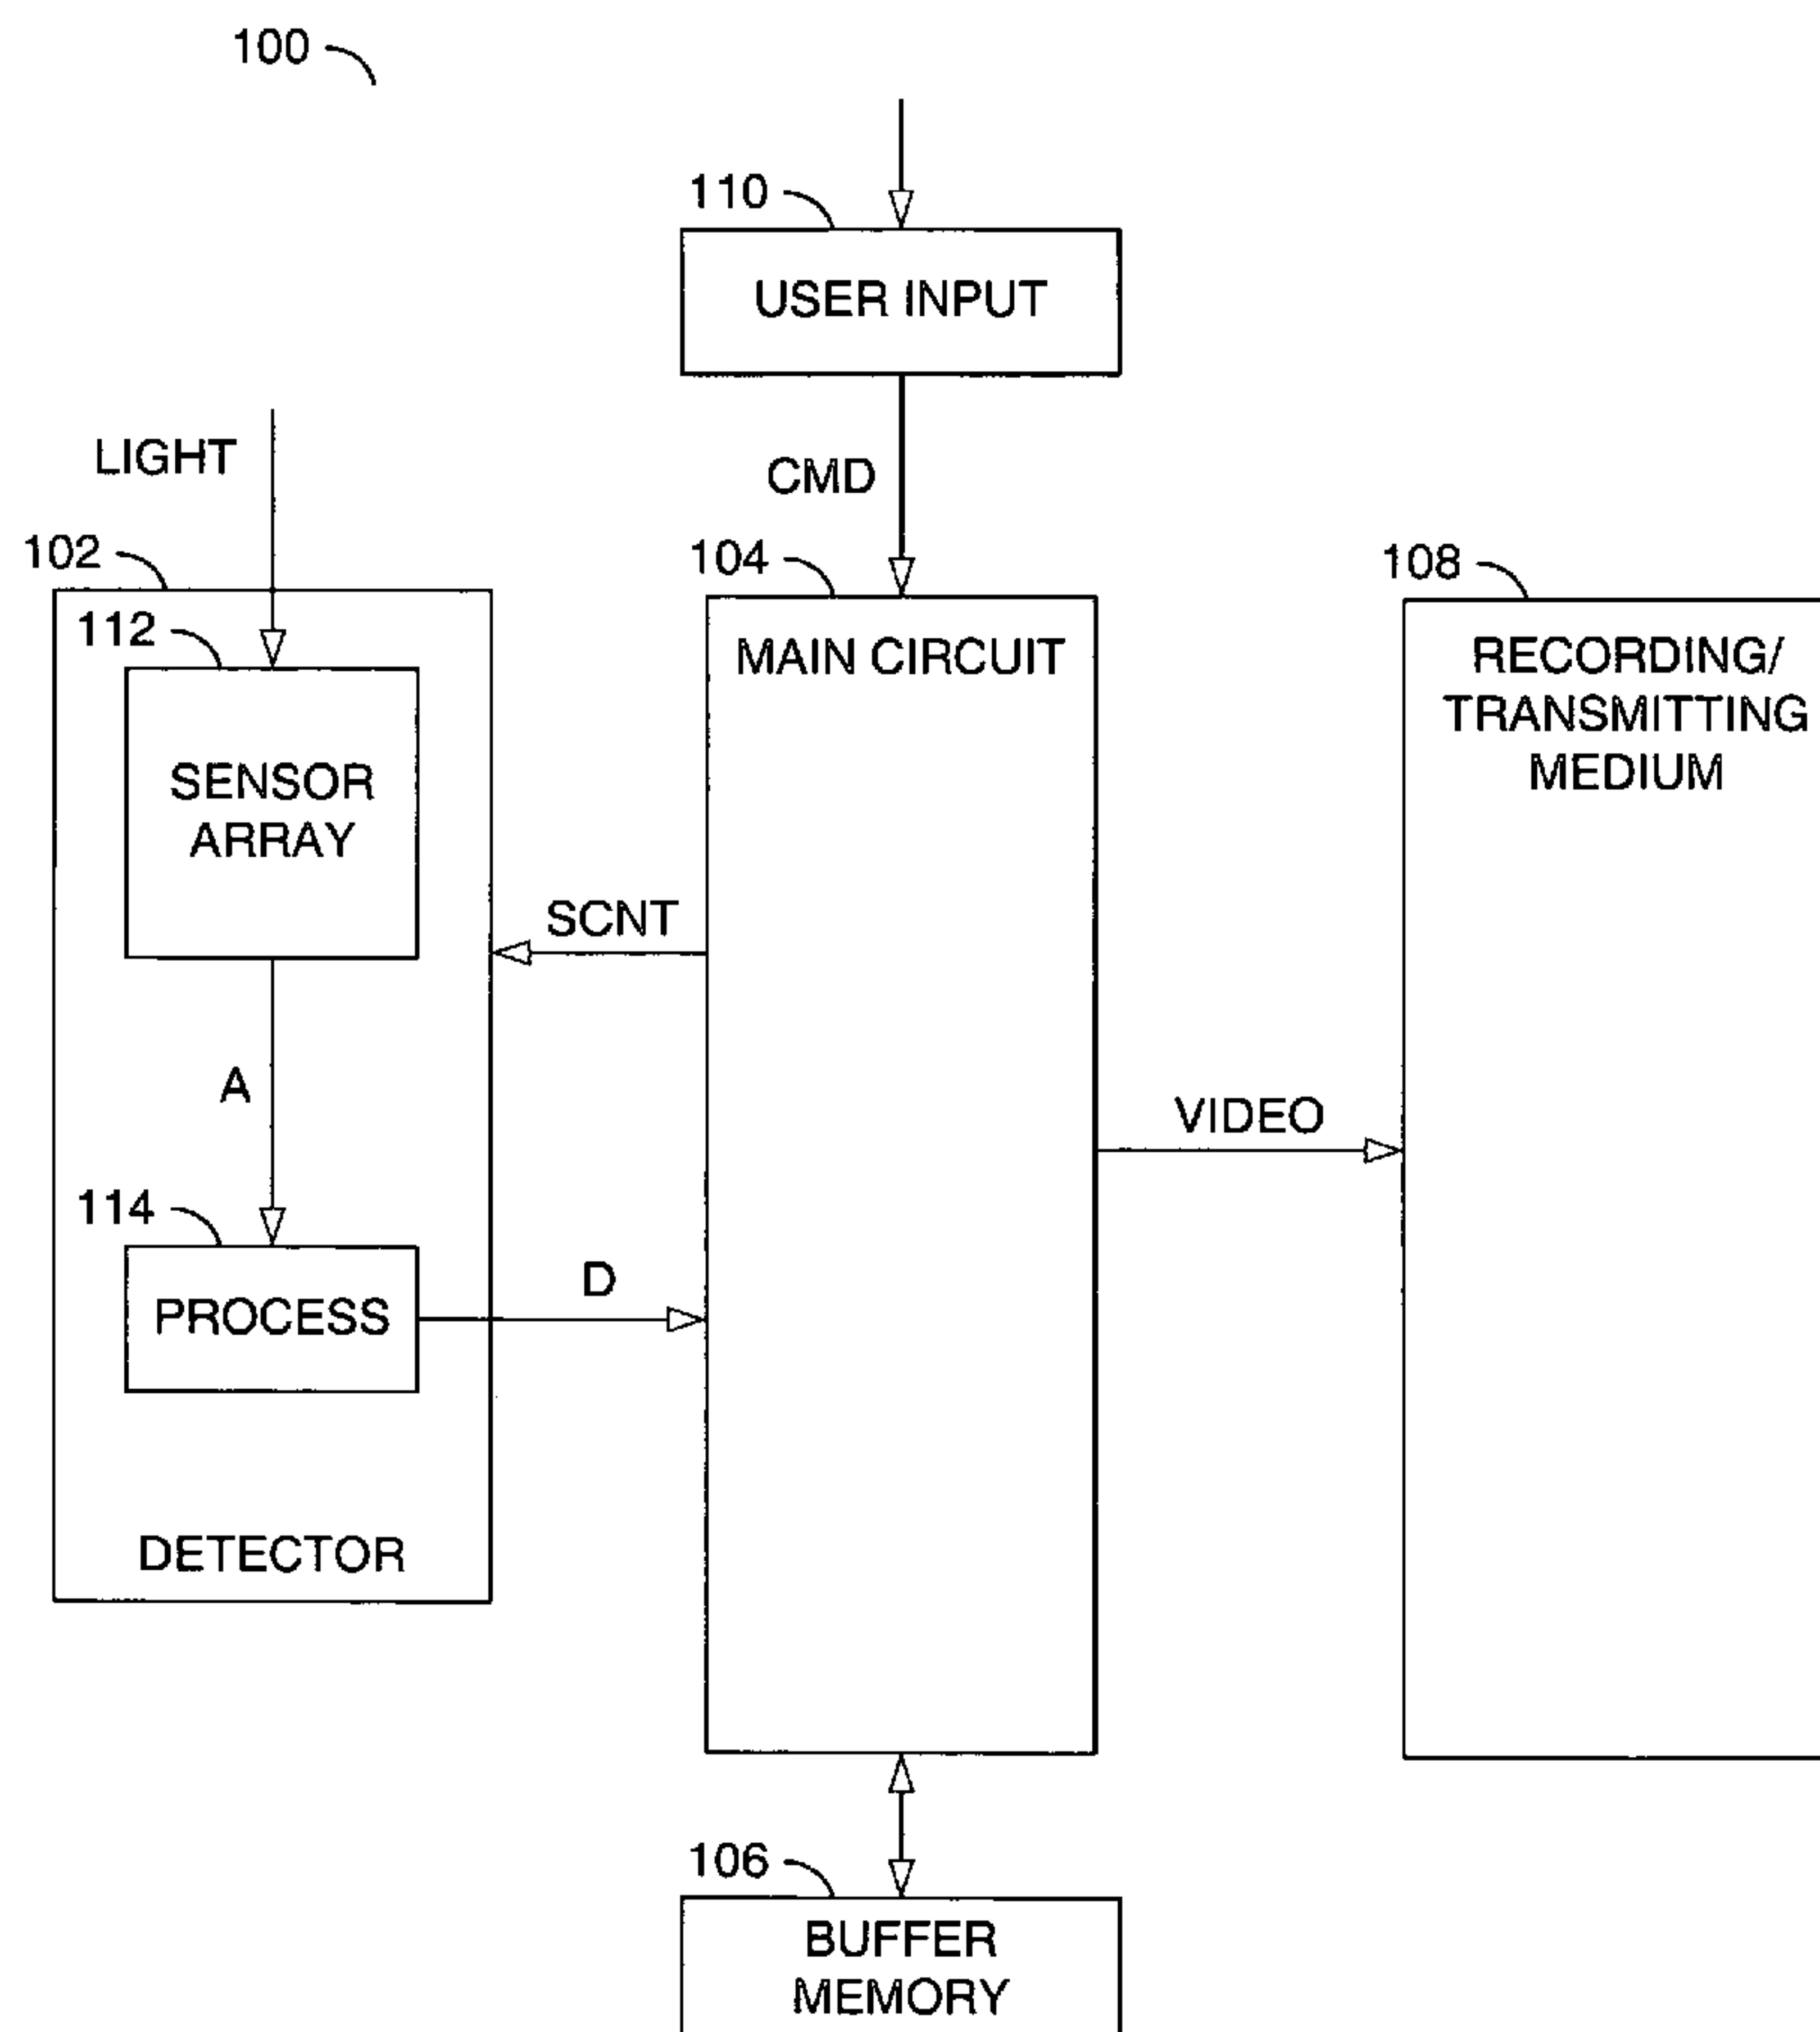 100
110
USER INPUT
LIGHT
CMD
102
104
108
112
MAIN CIRCUIT
RECORDING/
TRANSMITTING
MEDIUM
SENSOR
ARRAY
SCNT
A
VIDEO
114
D
PROCESS
DETECTOR
106
BUFFER
MEMORY